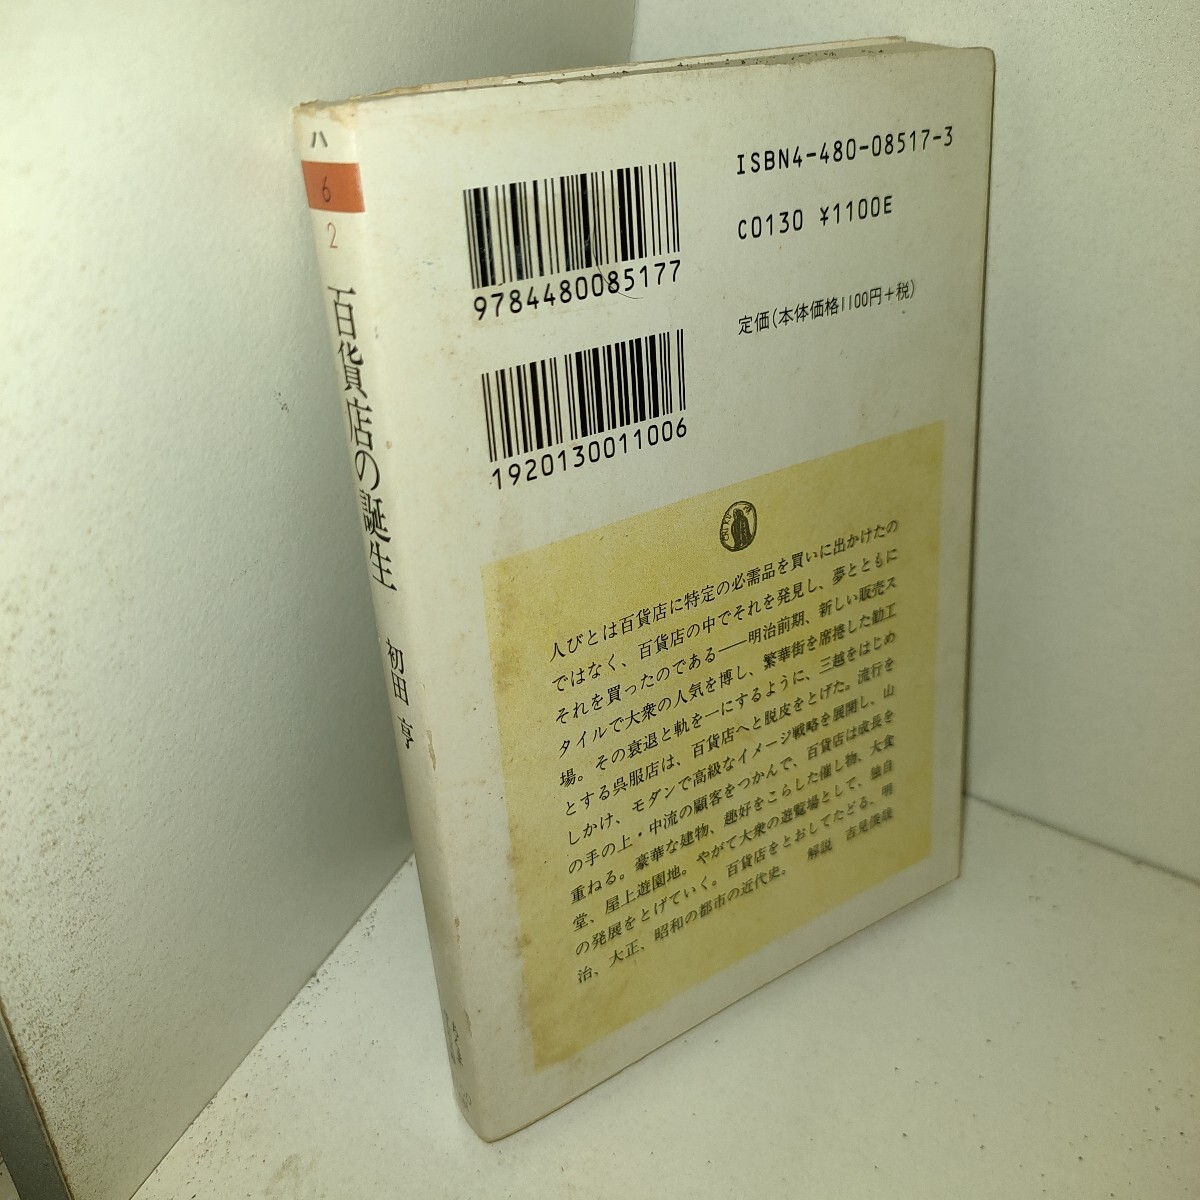 ハ
6
2
百貨店の誕生
初田 亨
ISBN4-480-08517-3
C0130 ¥1100E
定価(本体価格1100円+税)
9784480085177
1920130011006
人びとは百貨店に特定の必需品を買いに出かけたの
ではなく、百貨店の中でそれを発見し、夢とともに
それを買ったのである――明治前期、新しい販売ス
タイルで大衆の人気を博し、繁華街を席捲した勧工
場。その衰退と軌を一にするように、三越をはじめ
とする呉服店は、百貨店へと脱皮をとげた。流行を
しかけ、モダンで高級なイメージ戦略を展開し、山
の手の上・中流の顧客をつかんで、百貨店は成長を
重ねる。豪華な建物、趣好をこらした催し物、大食
堂、屋上遊園地。やがて大衆の遊覧場として、独自
の発展をとげていく。百貨店をとおしてたどる、明
治、大正、昭和の都市の近代史。 解説 吉見俊哉